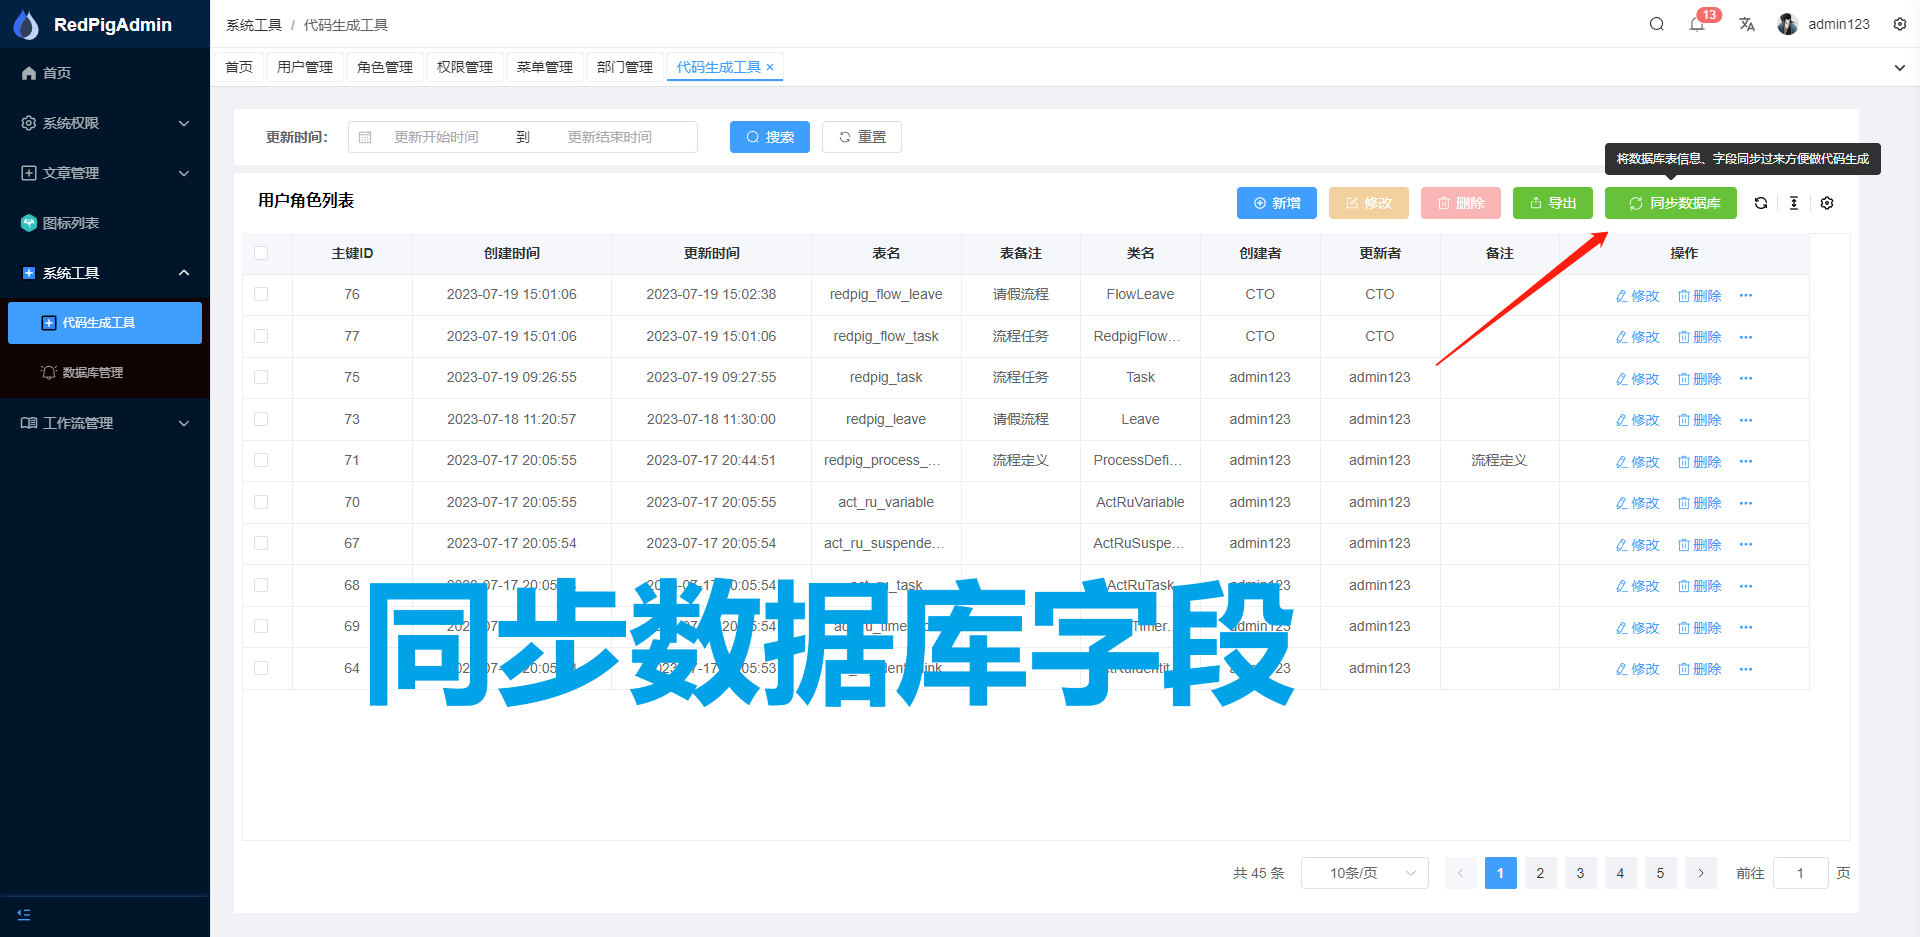 RedPigAdmin
系统工具 / 代码生成工具
13
admin123
首页
系统权限
文章管理
图标列表
系统工具
代码生成工具
数据库管理
工作流管理
首页 用户管理 角色管理 权限管理 菜单管理 部门管理 代码生成工具 ×
更新时间: 更新开始时间 到 更新结束时间 搜索 重置
将数据库表信息、字段同步过来方便做代码生成
用户角色列表 新增 修改 删除 导出 同步数据库
主键ID 创建时间 更新时间 表名 表备注 类名 创建者 更新者 备注 操作
76 2023-07-19 15:01:06 2023-07-19 15:02:38 redpig_flow_leave 请假流程 FlowLeave CTO CTO 修改 删除 ···
77 2023-07-19 15:01:06 2023-07-19 15:01:06 redpig_flow_task 流程任务 RedpigFlow... CTO CTO 修改 删除 ···
75 2023-07-19 09:26:55 2023-07-19 09:27:55 redpig_task 流程任务 Task admin123 admin123 修改 删除 ···
73 2023-07-18 11:20:57 2023-07-18 11:30:00 redpig_leave 请假流程 Leave admin123 admin123 修改 删除 ···
71 2023-07-17 20:05:55 2023-07-17 20:44:51 redpig_process_... 流程定义 ProcessDefi... admin123 admin123 流程定义 修改 删除 ···
70 2023-07-17 20:05:55 2023-07-17 20:05:55 act_ru_variable ActRuVariable admin123 admin123 修改 删除 ···
67 2023-07-17 20:05:54 2023-07-17 20:05:54 act_ru_suspende... ActRuSuspe... admin123 admin123 修改 删除 ···
68 ActRuTask admin123 修改 删除 ···
69 admin123 修改 删除 ···
64 admin123 修改 删除 ···
同步数据库字段
共 45 条 10条/页 1 2 3 4 5 前往 1 页